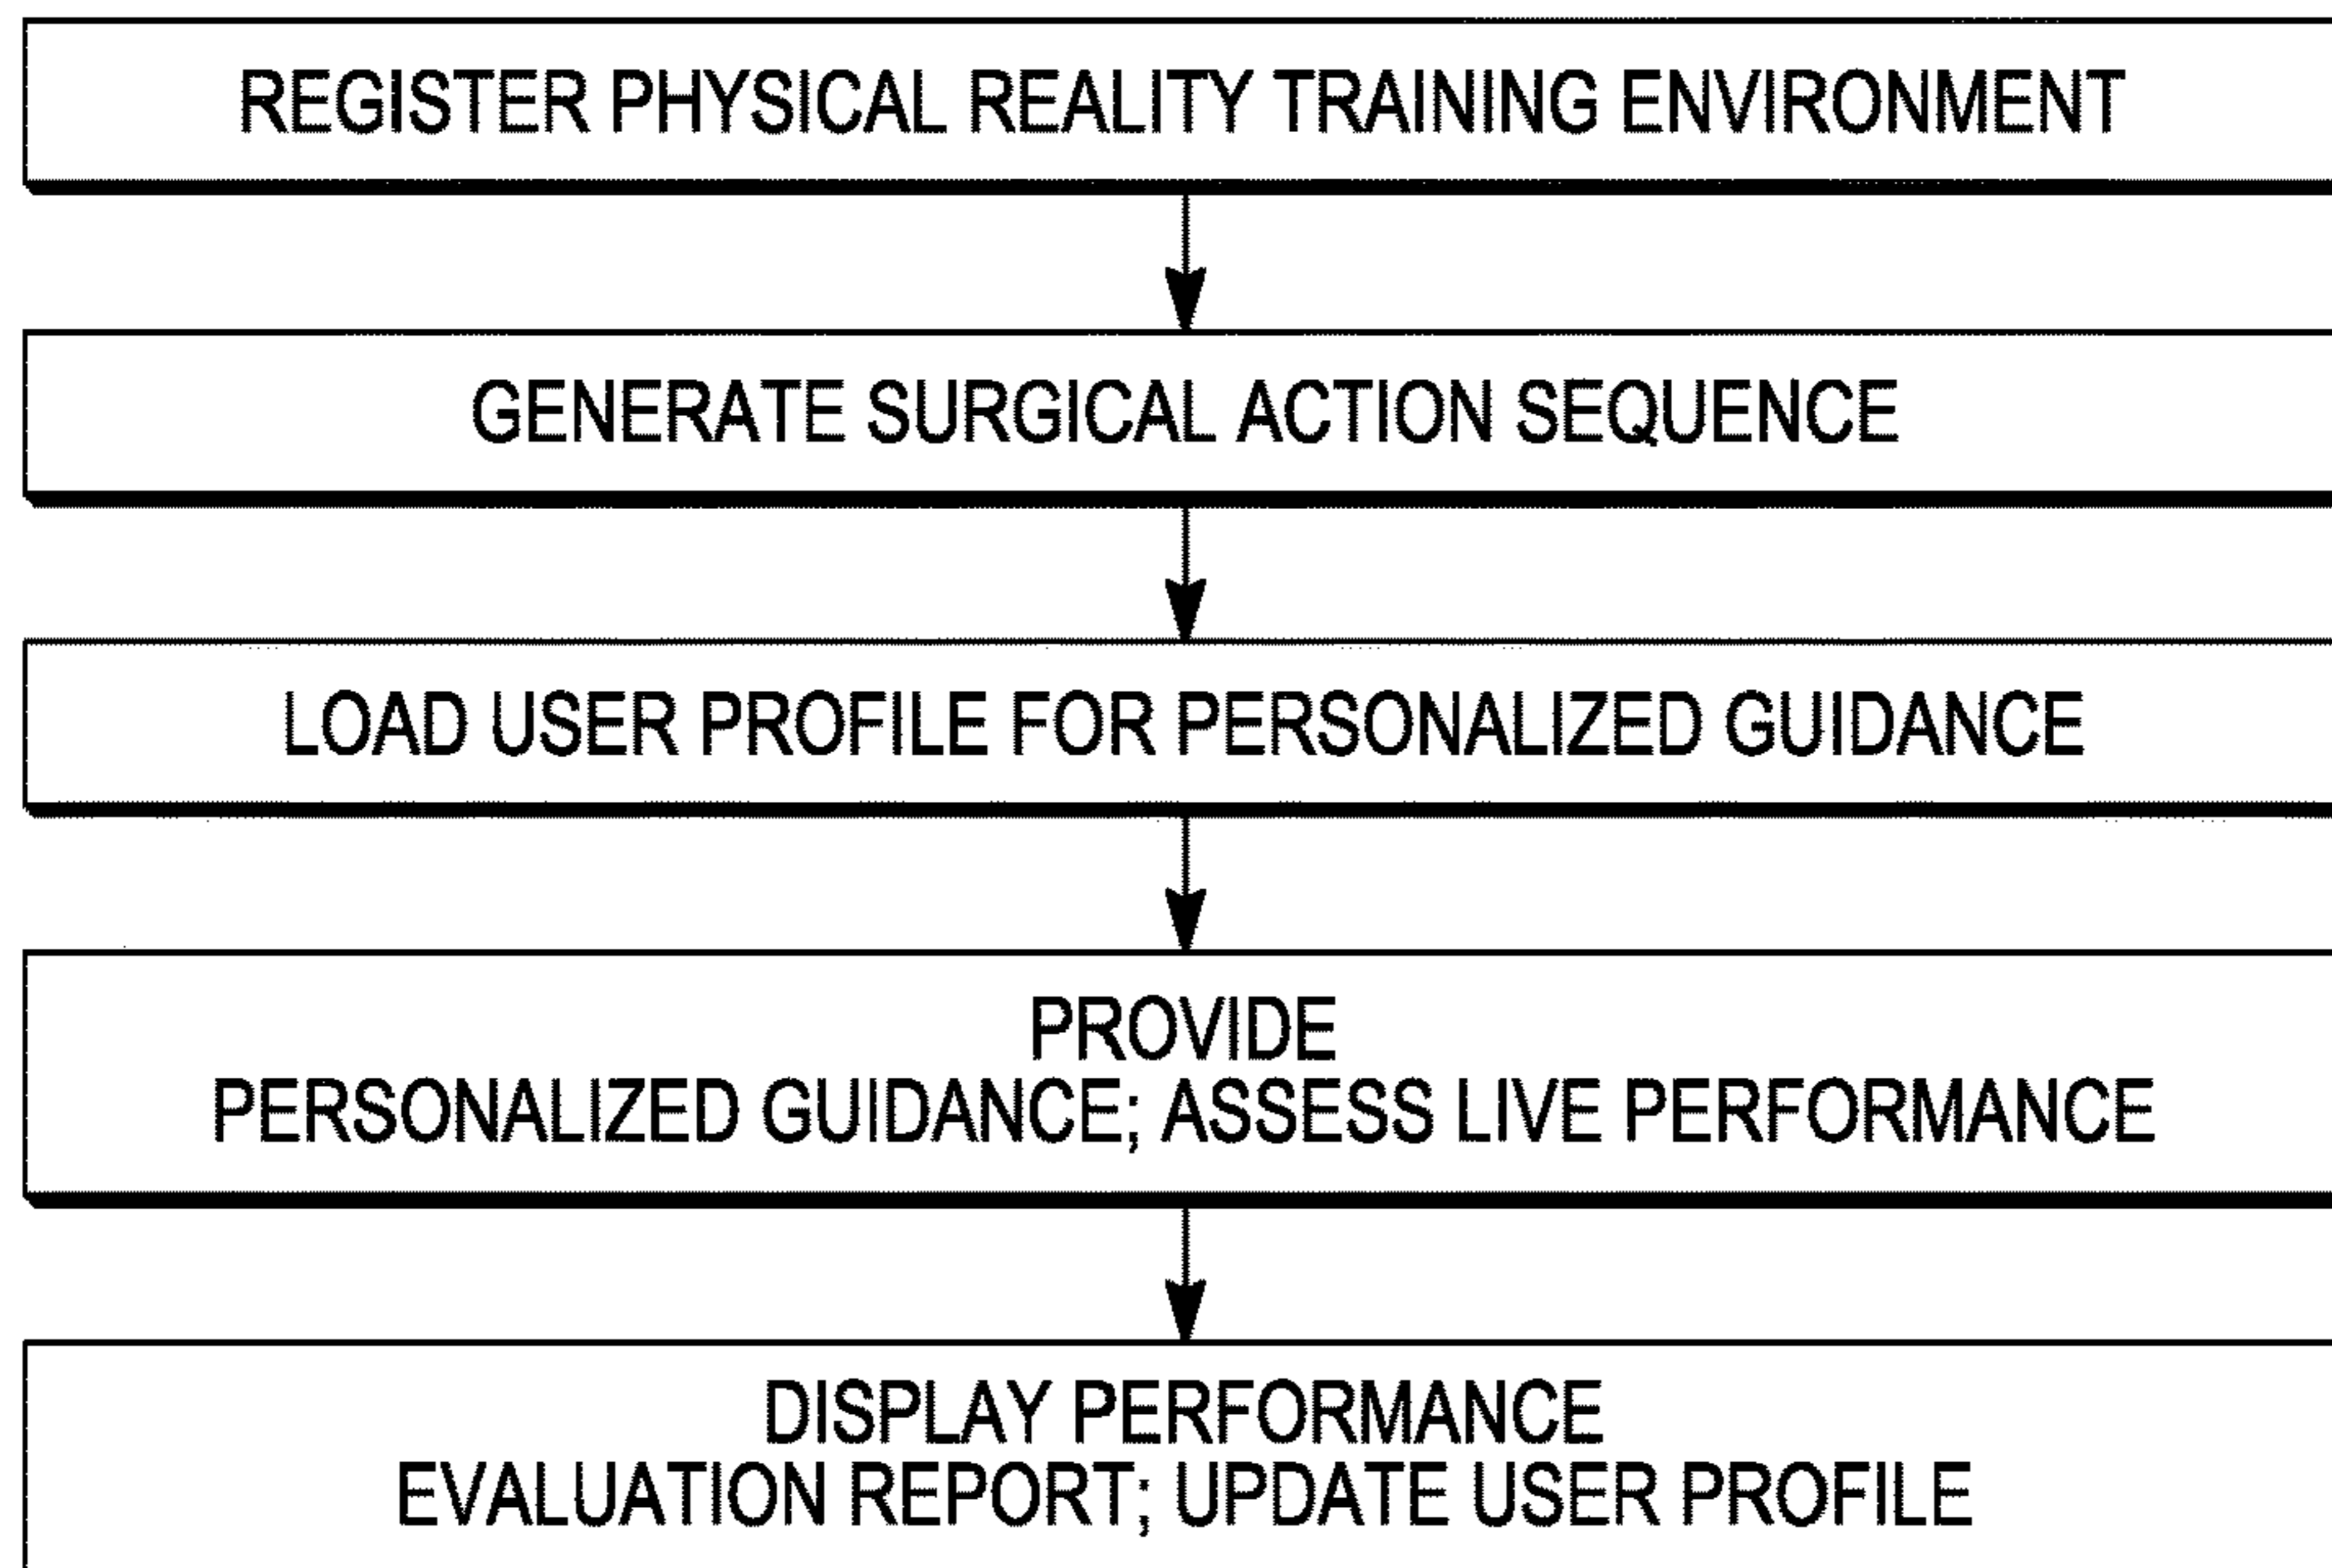 REGISTER PHYSICAL REALITY TRAINING ENVIRONMENT
GENERATE SURGICAL ACTION SEQUENCE
LOAD USER PROFILE FOR PERSONALIZED GUIDANCE
PROVIDE
PERSONALIZED GUIDANCE; ASSESS LIVE PERFORMANCE
DISPLAY PERFORMANCE
EVALUATION REPORT; UPDATE USER PROFILE